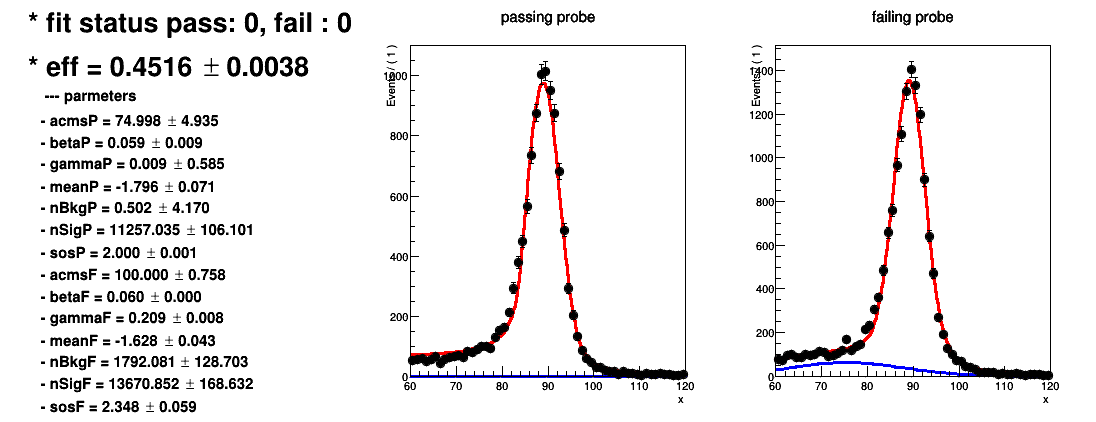 * fit status pass: 0, fail : 0
* eff = 0.4516 ± 0.0038
--- parmeters
- acmsP = 74.998 ± 4.935
- betaP = 0.059 ± 0.009
- gammaP = 0.009 ± 0.585
- meanP = -1.796 ± 0.071
- nBkgP = 0.502 ± 4.170
- nSigP = 11257.035 ± 106.101
- sosP = 2.000 ± 0.001
- acmsF = 100.000 ± 0.758
- betaF = 0.060 ± 0.000
- gammaF = 0.209 ± 0.008
- meanF = -1.628 ± 0.043
- nBkgF = 1792.081 ± 128.703
- nSigF = 13670.852 ± 168.632
- sosF = 2.348 ± 0.059
passing probe
Events / ( 1 )
1000
800
600
400
200
0
60 70 80 90 100 110 120
x
failing probe
Events / ( 1 )
1400
1200
1000
800
600
400
200
0
60 70 80 90 100 110 120
x